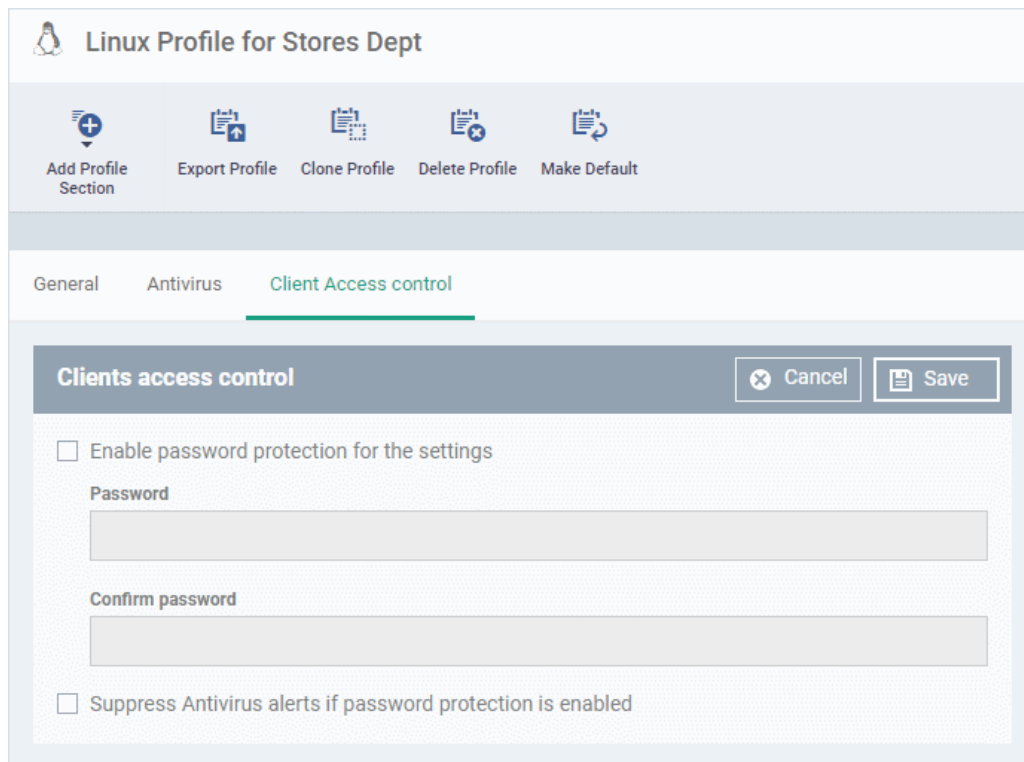 Linux Profile for Stores Dept
Add Profile
Section
Export Profile
Clone Profile
Delete Profile
Make Default
General
Antivirus
Client Access control
Clients access control
Cancel
Save
Enable password protection for the settings
Password
Confirm password
Suppress Antivirus alerts if password protection is enabled